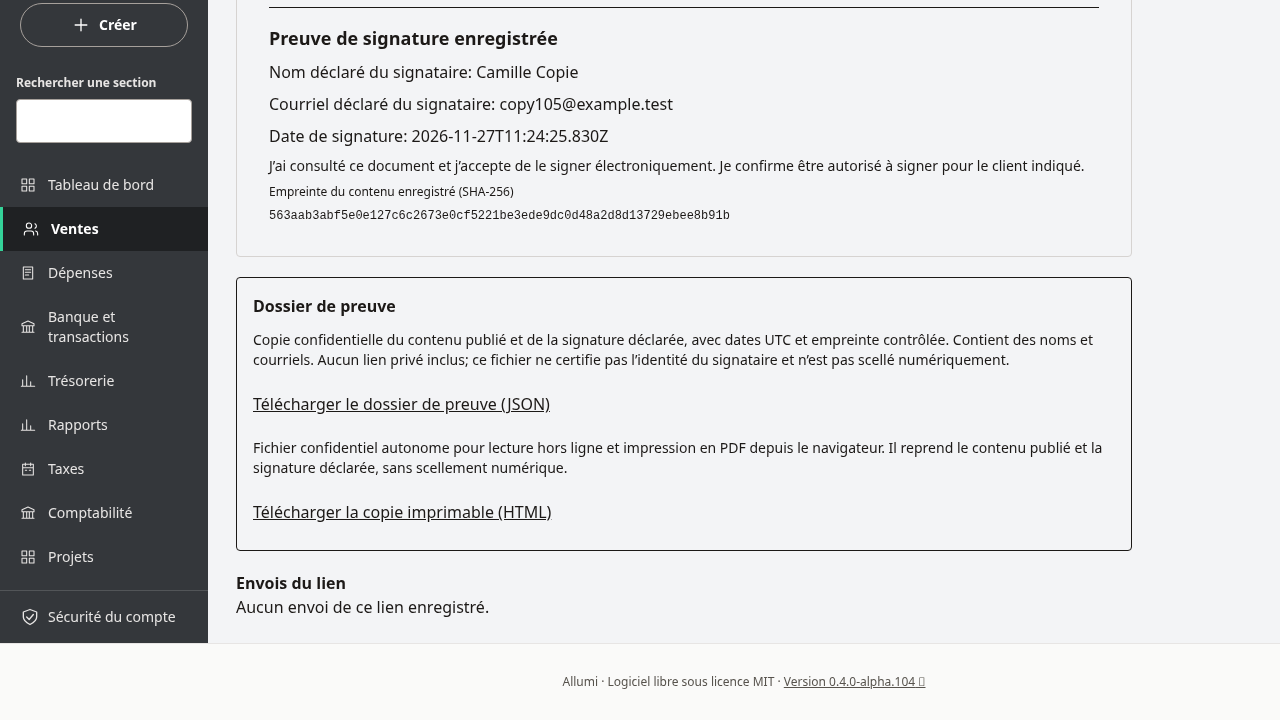 Créer
Rechercher une section
Tableau de bord
Ventes
Dépenses
Banque et
transactions
Trésorerie
Rapports
Taxes
Comptabilité
Projets
Sécurité du compte
Preuve de signature enregistrée
Nom déclaré du signataire: Camille Copie
Courriel déclaré du signataire: copy105@example.test
Date de signature: 2026-11-27T11:24:25.830Z
J’ai consulté ce document et j’accepte de le signer électroniquement. Je confirme être autorisé à signer pour le client indiqué.
Empreinte du contenu enregistré (SHA-256)
563aab3abf5e0e127c6c2673e0cf5221be3ede9dc0d48a2d8d13729ebee8b91b
Dossier de preuve
Copie confidentielle du contenu publié et de la signature déclarée, avec dates UTC et empreinte contrôlée. Contient des noms et
courriels. Aucun lien privé inclus; ce fichier ne certifie pas l’identité du signataire et n’est pas scellé numériquement.
Télécharger le dossier de preuve (JSON)
Fichier confidentiel autonome pour lecture hors ligne et impression en PDF depuis le navigateur. Il reprend le contenu publié et la
signature déclarée, sans scellement numérique.
Télécharger la copie imprimable (HTML)
Envois du lien
Aucun envoi de ce lien enregistré.
Allumi · Logiciel libre sous licence MIT · Version 0.4.0-alpha.104